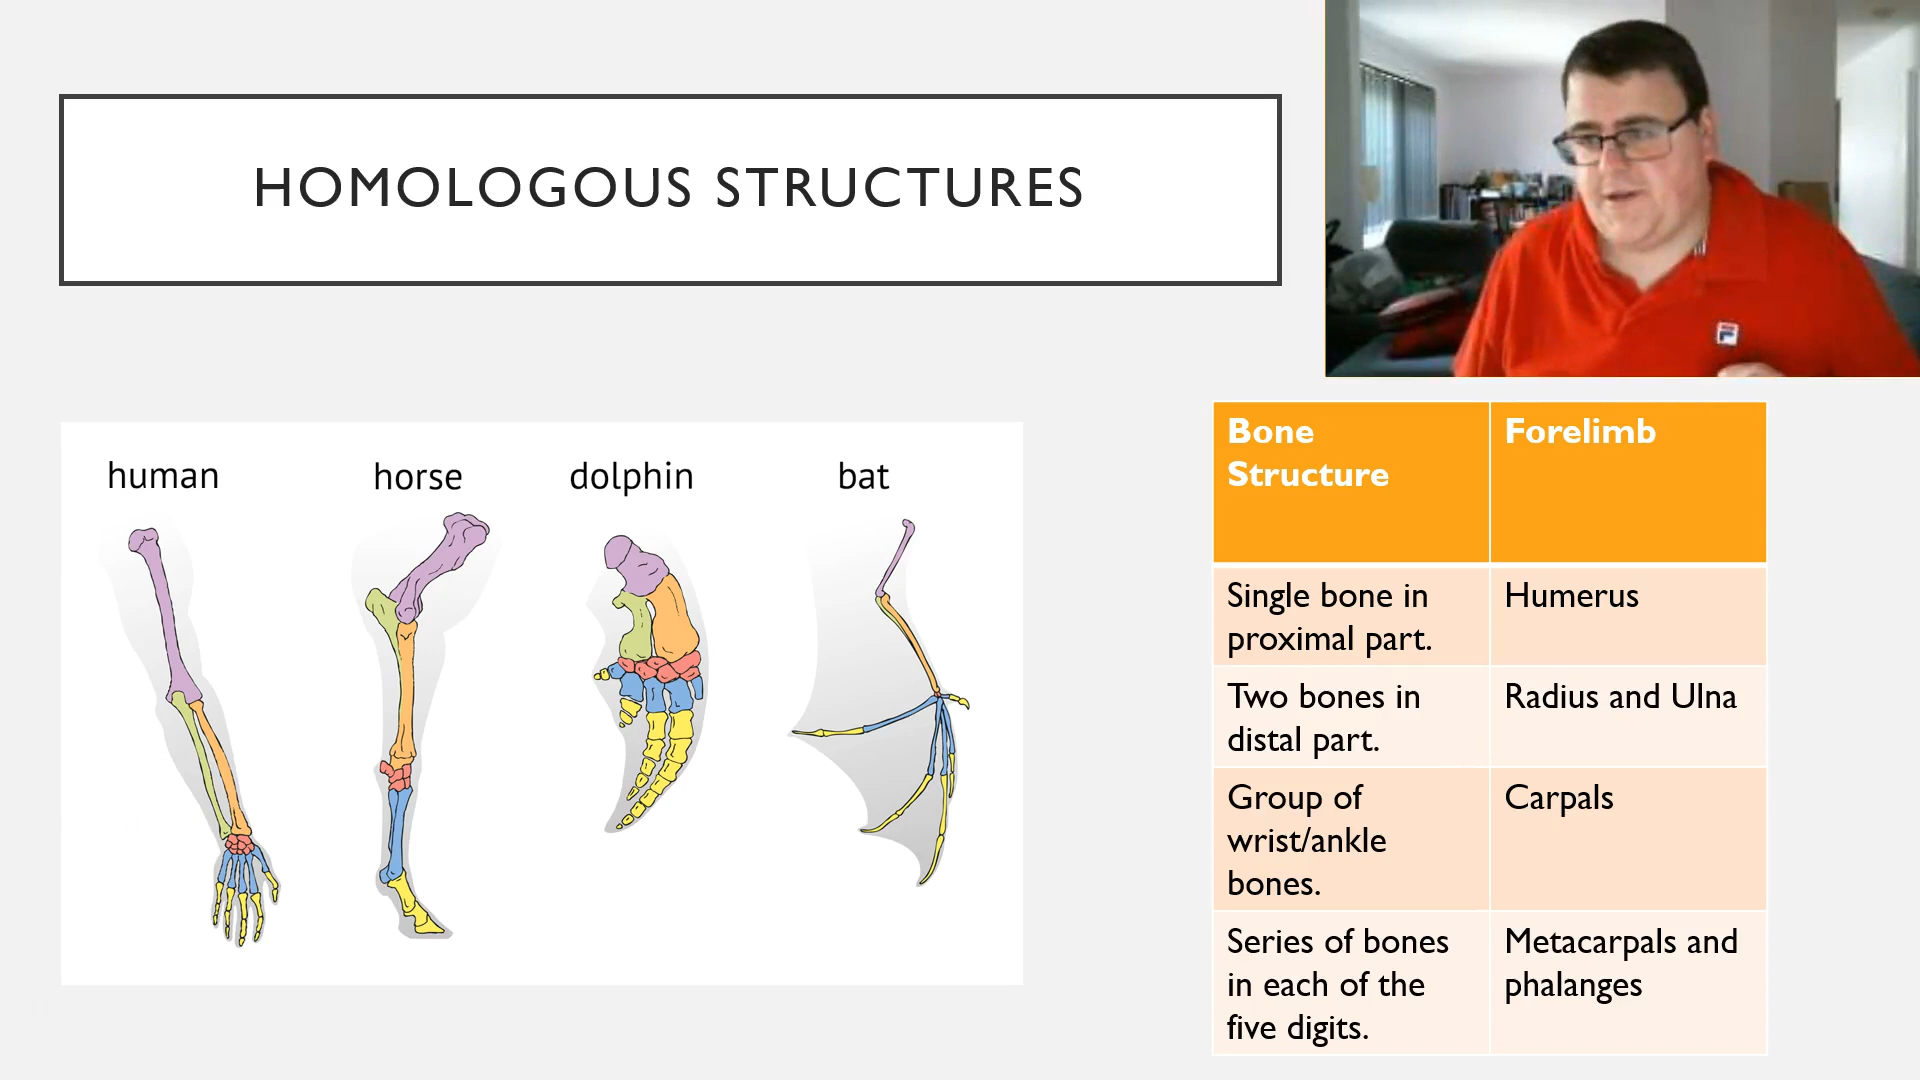 HOMOLOGOUS STRUCTURES
human
horse
dolphin
bat
Bone
Structure
Forelimb
Single bone in
proximal part.
Humerus
Two bones in
distal part.
Radius and Ulna
Group of
wrist/ankle
bones.
Carpals
Series of bones
in each of the
five digits.
Metacarpals and
phalanges